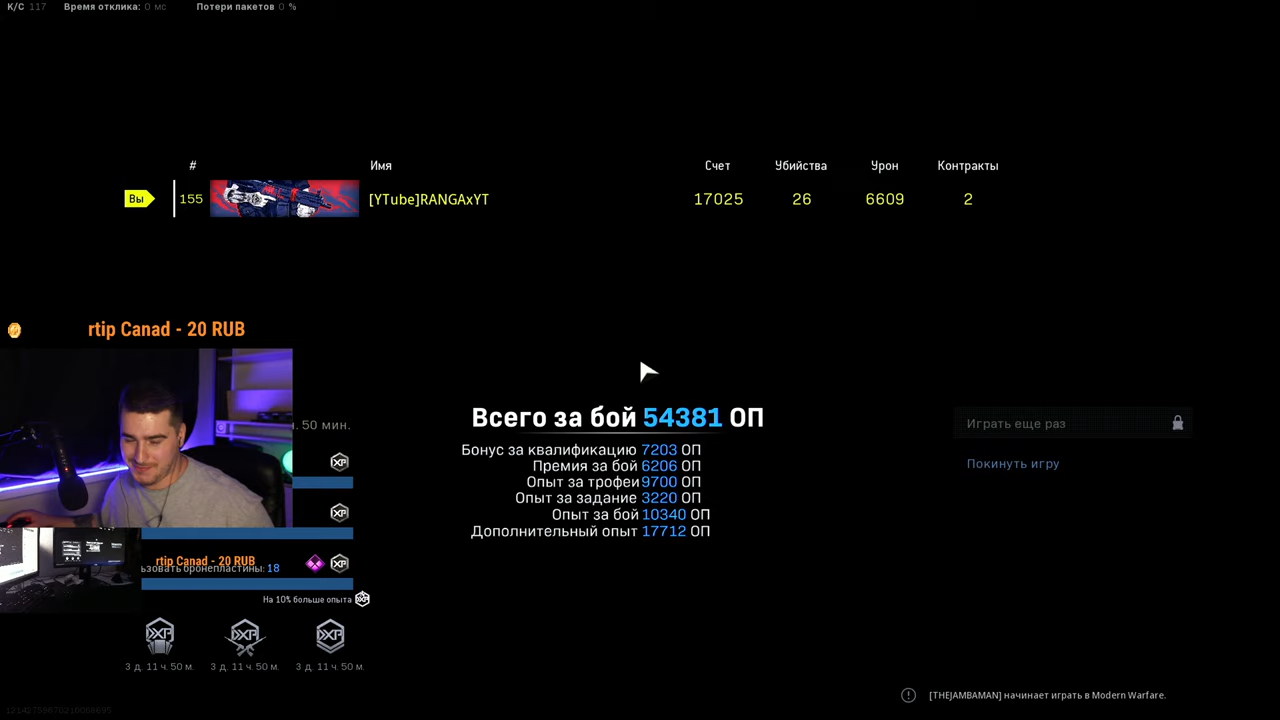 К/С 117 Время отклика: 0 мс Потери пакетов 0 %
# Имя Счет Убийства Урон Контракты
Вы 155 [YTube]RANGAxYT 17025 26 6609 2
rtip Canad - 20 RUB
. 50 мин.
XP
Всего за бой 54381 ОП
Играть еще раз
Бонус за квалификацию 7203 ОП
Премия за бой 6206 ОП
Покинуть игру
Опыт за трофеи 9700 ОП
Опыт за задание 3220 ОП
XP
Опыт за бой 10340 ОП
Дополнительный опыт 17712 ОП
rtip Canad - 20 RUB
ьзовать бронепластины: 18
XP
На 10% больше опыта
3 д. 11 ч. 50 м. 3 д. 11 ч. 50 м. 3 д. 11 ч. 50 м.
[THEJAMBAMAN] начинает играть в Modern Warfare.